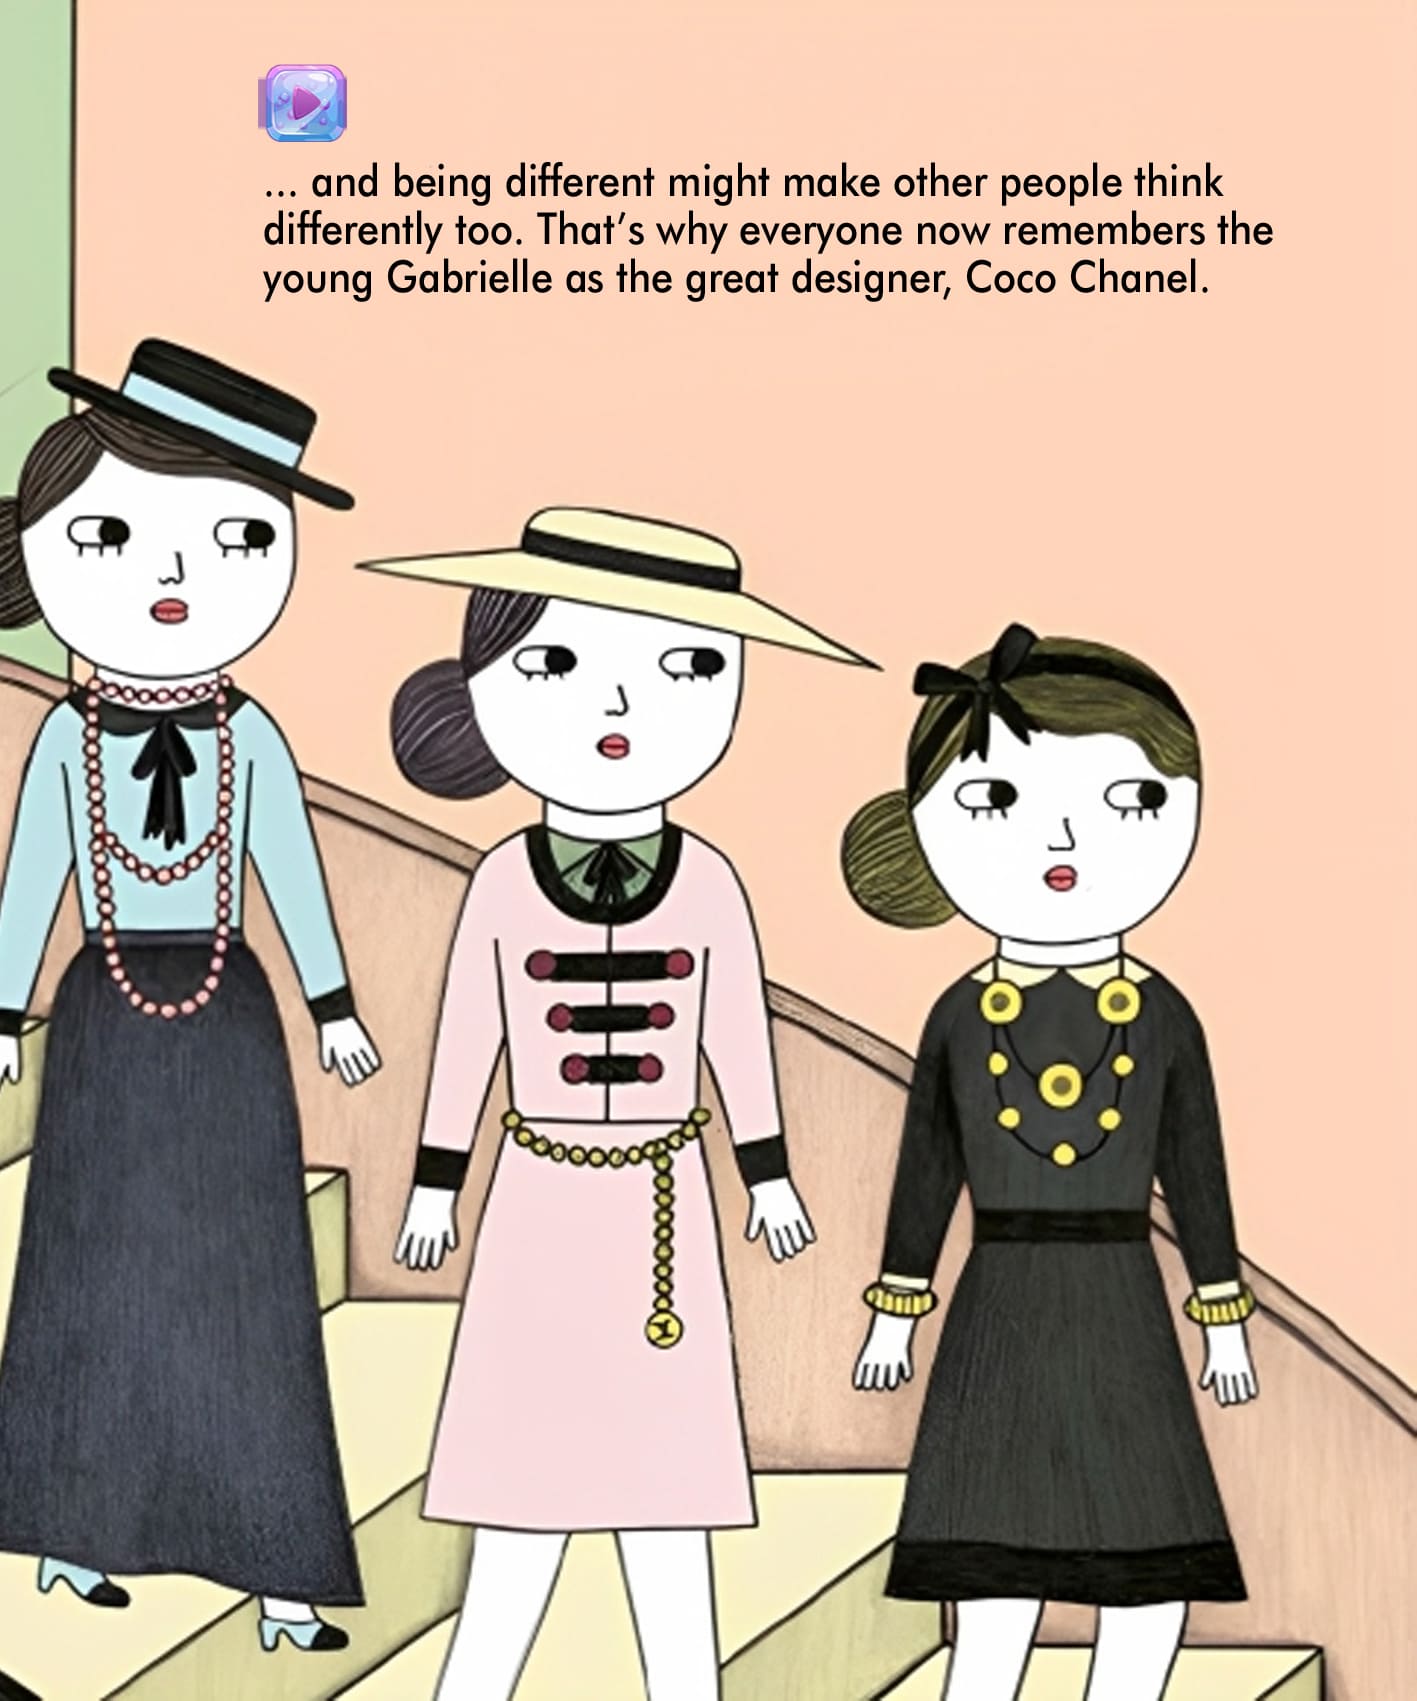 ... and being different might make other people think
differently too. That's why everyone now remembers the
young Gabrielle as the great designer, Coco Chanel.